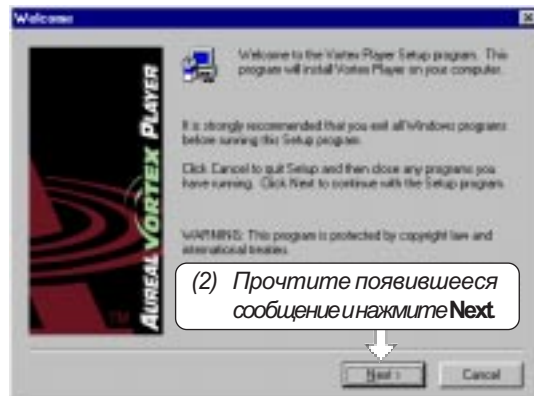 Welcome
AUREAL VORTEX PLAYER
TM
Welcome to the Vortex Player Setup program. This
program will install Vortex Player on your computer.
It is strongly recommended that you exit all Windows programs
before running this Setup program.
Click Cancel to quit Setup and then close any programs you
have running. Click Next to continue with the Setup program.
WARNING: This program is protected by copyright law and
international treaties.
(2) Прочтите появившееся
сообщение и нажмите Next.
Next >
Cancel